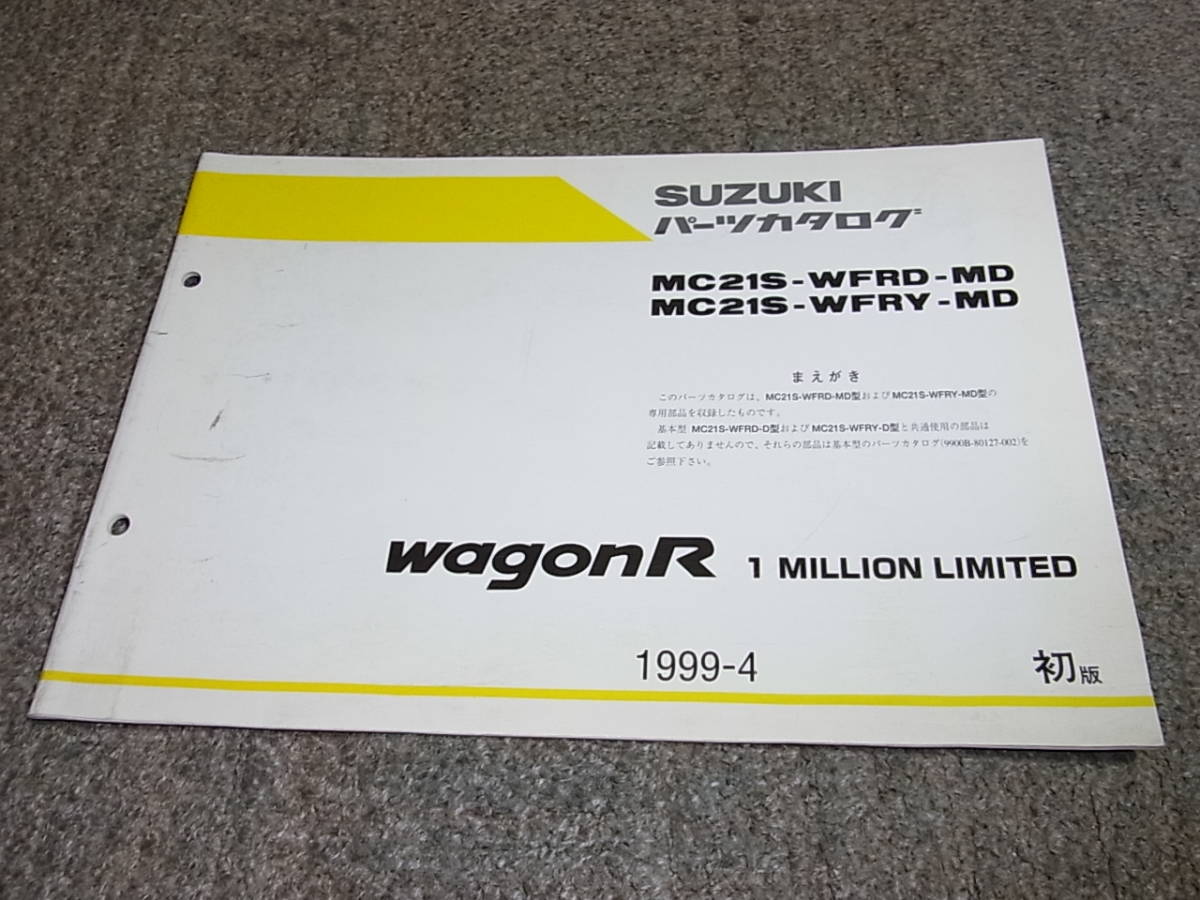 SUZUKI
パーツカタログ
MC21S-WFRD-MD
MC21S-WFRY-MD
まえがき
このパーツカタログは、MC21S-WFRD-MD型およびMC21S-WFRY-MD型の
専用部品を収録したものです。
基本型 MC21S-WFRD-D型およびMC21S-WFRY-D型と共通使用の部品は
記載してありませんので、それらの部品は基本型のパーツカタログ(9900B-80127-002)を
ご参照下さい。
wagonR 1 MILLION LIMITED
1999-4 初版